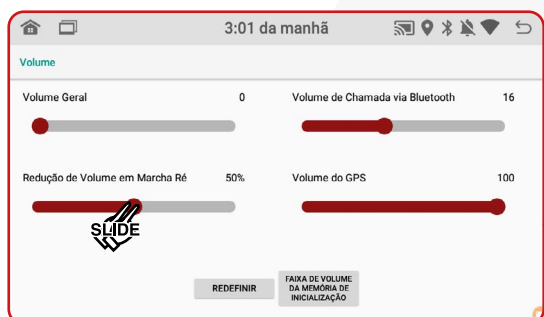 3:01 da manhã
Volume
Volume Geral 0
Volume de Chamada via Bluetooth 16
Redução de Volume em Marcha Ré 50%
Volume do GPS 100
SLIDE
REDEFINIR
FAIXA DE VOLUME
DA MEMÓRIA DE
INICIALIZAÇÃO